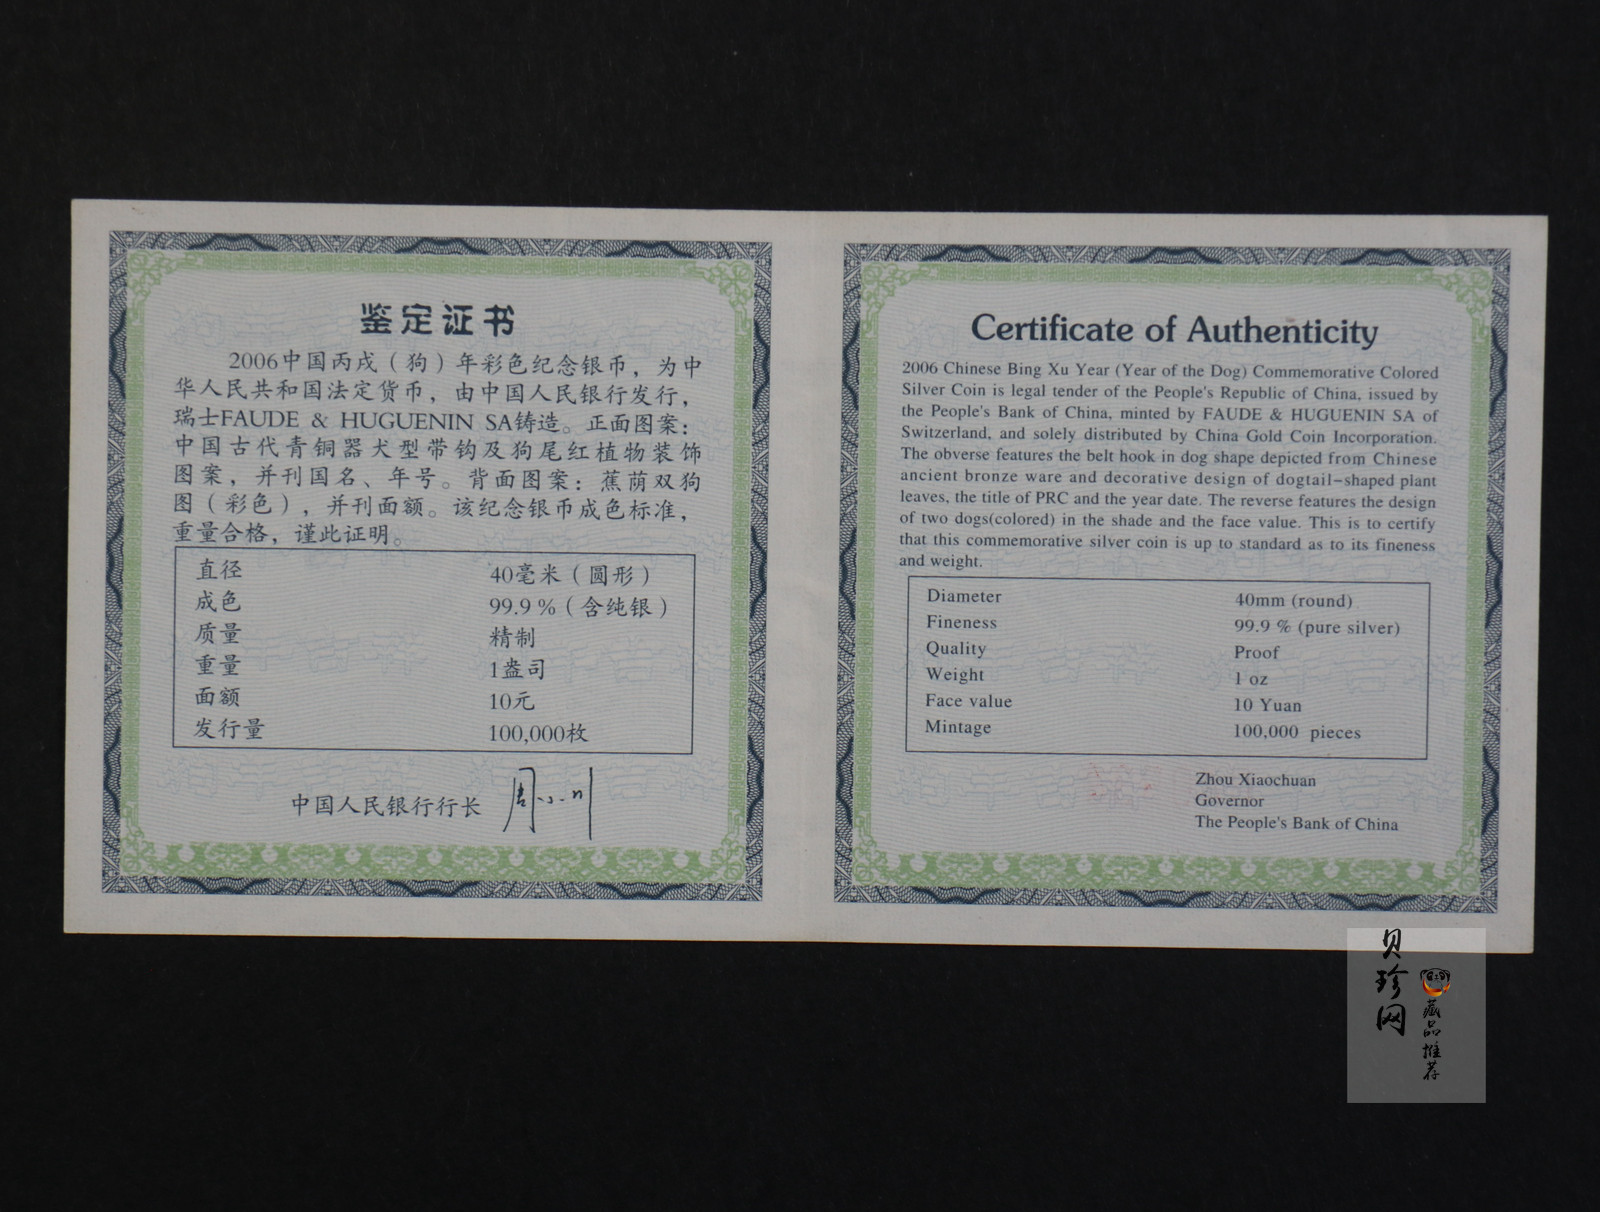 鉴定证书
2006中国丙戌（狗）年彩色纪念银币，为中
华人民共和国法定货币，由中国人民银行发行，
瑞士FAUDE & HUGUENIN SA铸造。正面图案：
中国古代青铜器犬型带钩及狗尾红植物装饰
图案，并刊国名、年号。背面图案：蕉荫双狗
图（彩色），并刊面额。该纪念银币成色标准，
重量合格，谨此证明。
直径 40毫米（圆形）
成色 99.9 %（含纯银）
质量 精制
重量 1盎司
面额 10元
发行量 100,000枚
中国人民银行行长 周小川
Certificate of Authenticity
2006 Chinese Bing Xu Year (Year of the Dog) Commemorative Colored
Silver Coin is legal tender of the People's Republic of China, issued by
the People's Bank of China, minted by FAUDE & HUGUENIN SA of
Switzerland, and solely distributed by China Gold Coin Incorporation.
The obverse features the belt hook in dog shape depicted from Chinese
ancient bronze ware and decorative design of dogtail-shaped plant
leaves, the title of PRC and the year date. The reverse features the design
of two dogs(colored) in the shade and the face value. This is to certify
that this commemorative silver coin is up to standard as to its fineness
and weight.
Diameter 40mm (round)
Fineness 99.9 % (pure silver)
Quality Proof
Weight 1 oz
Face value 10 Yuan
Mintage 100,000 pieces
Zhou Xiaochuan
Governor
The People's Bank of China
贝珍网
藏品推荐